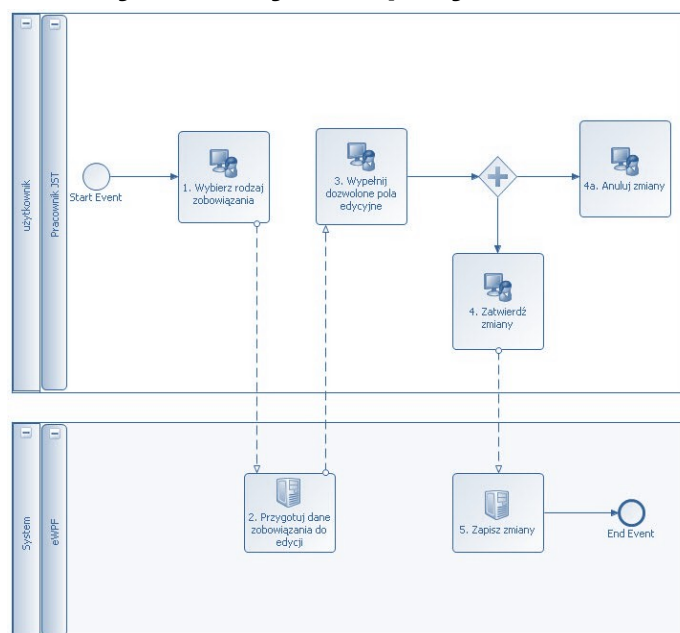 użytkownik
Pracownik JST
Start Event
1. Wybierz rodzaj
zobowiązania
3. Wypełnij
dozwolone pola
edycyjne
4a. Anuluj zmiany
4. Zatwierdź
zmiany
System
eWPF
2. Przygotuj dane
zobowiązania do
edycji
5. Zapisz zmiany
End Event